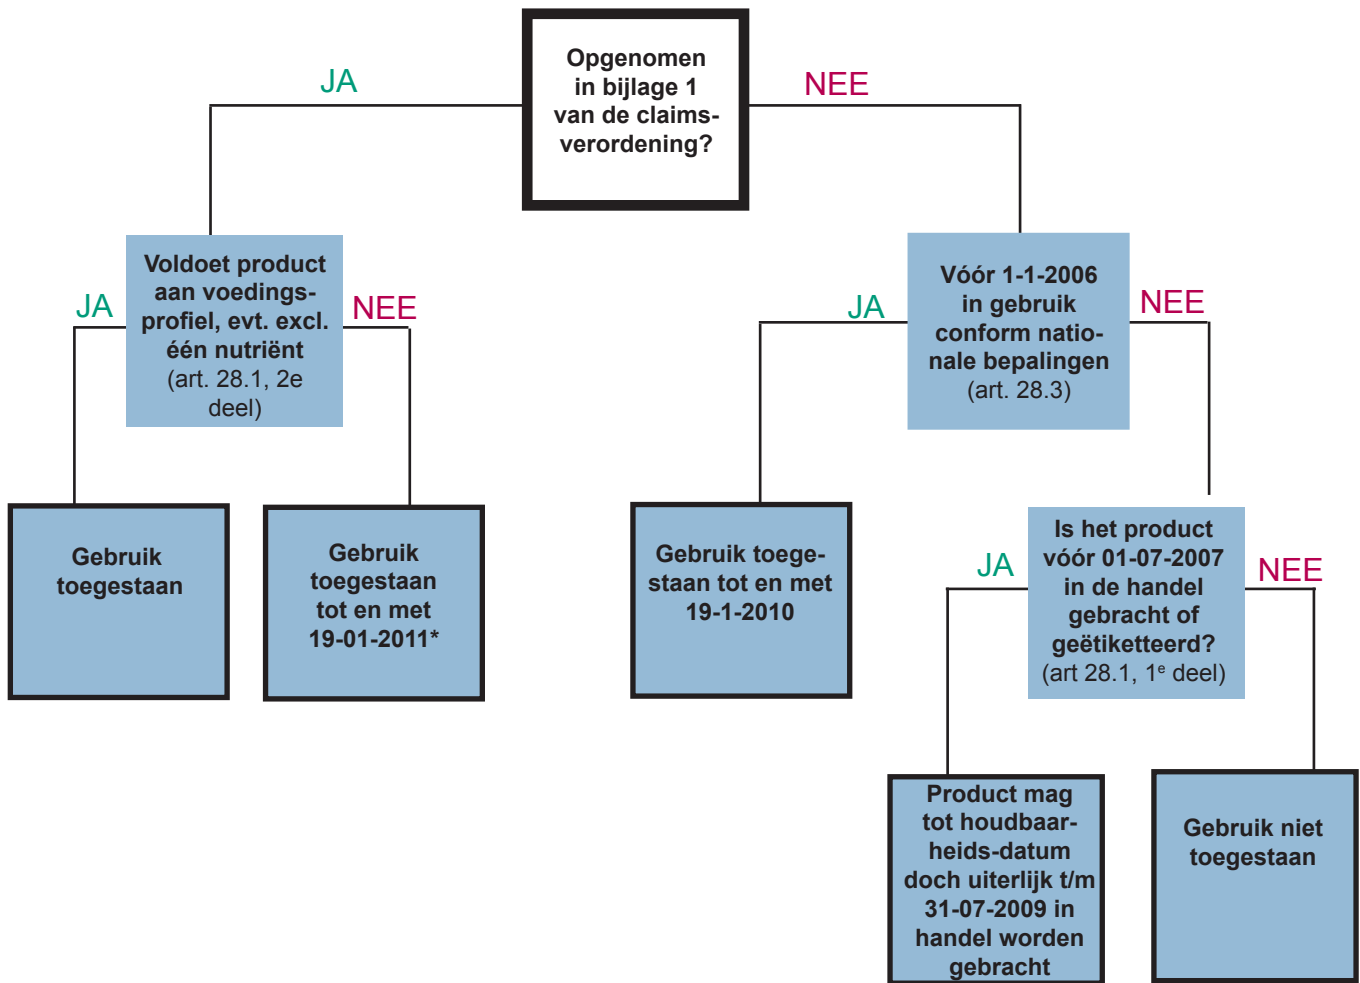 Opgenomen
in bijlage 1
van de claims-
verordening?
JA
NEE
Voldoet product
aan voedings-
profiel, evt. excl.
één nutriënt
(art. 28.1, 2e
deel)
JA
NEE
Vóór 1-1-2006
in gebruik
conform natio-
nale bepalingen
(art. 28.3)
JA
NEE
Gebruik
toegestaan
Gebruik
toegestaan
tot en met
19-01-2011*
Gebruik toege-
staan tot en met
19-1-2010
Is het product
vóór 01-07-2007
in de handel
gebracht of
geëtiketteerd?
(art 28.1, 1e deel)
JA
NEE
Product mag
tot houdbaar-
heids-datum
doch uiterlijk t/m
31-07-2009 in
handel worden
gebracht
Gebruik niet
toegestaan